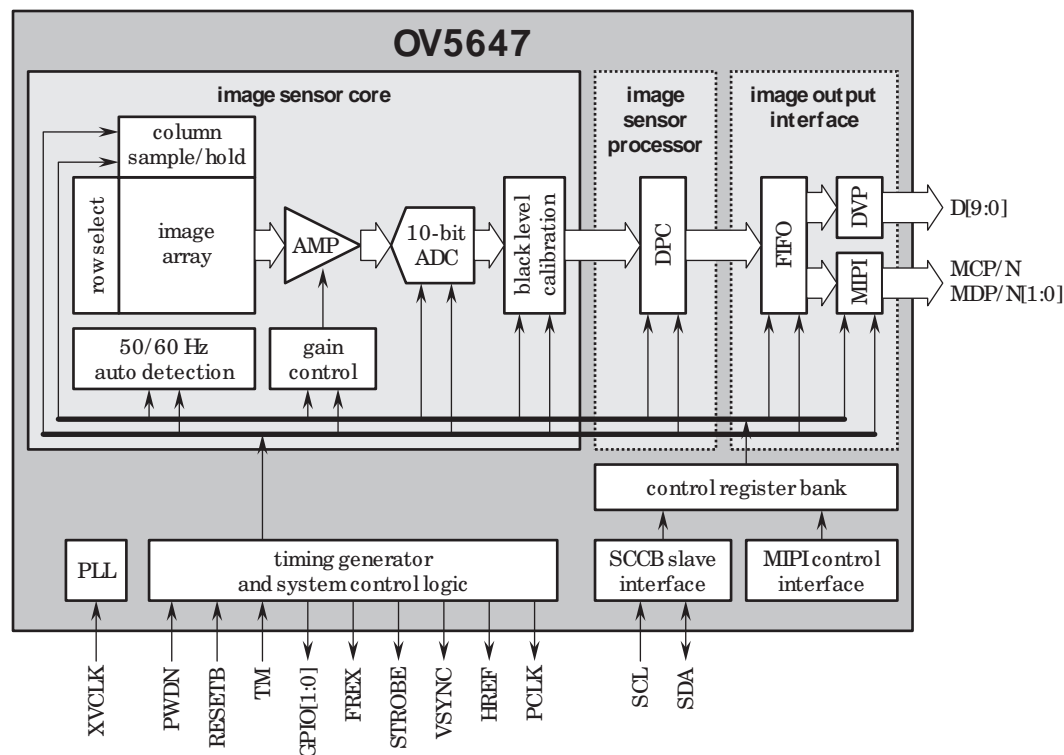 OV5647
image sensor core
image
sensor
processor
image output
interface
column
sample/hold
row select
image
array
AMP
10-bit
ADC
black level
calibration
DPC
FIFO
DVP
MIPI
D[9:0]
MCP/N
MDP/N[1:0]
50/60 Hz
auto detection
gain
control
control register bank
PLL
timing generator
and system control logic
SCCB slave
interface
MIPI control
interface
XVCLK
PWDN
RESETB
TM
GPIO[1:0]
FREX
STROBE
VSYNC
HREF
PCLK
SCL
SDA